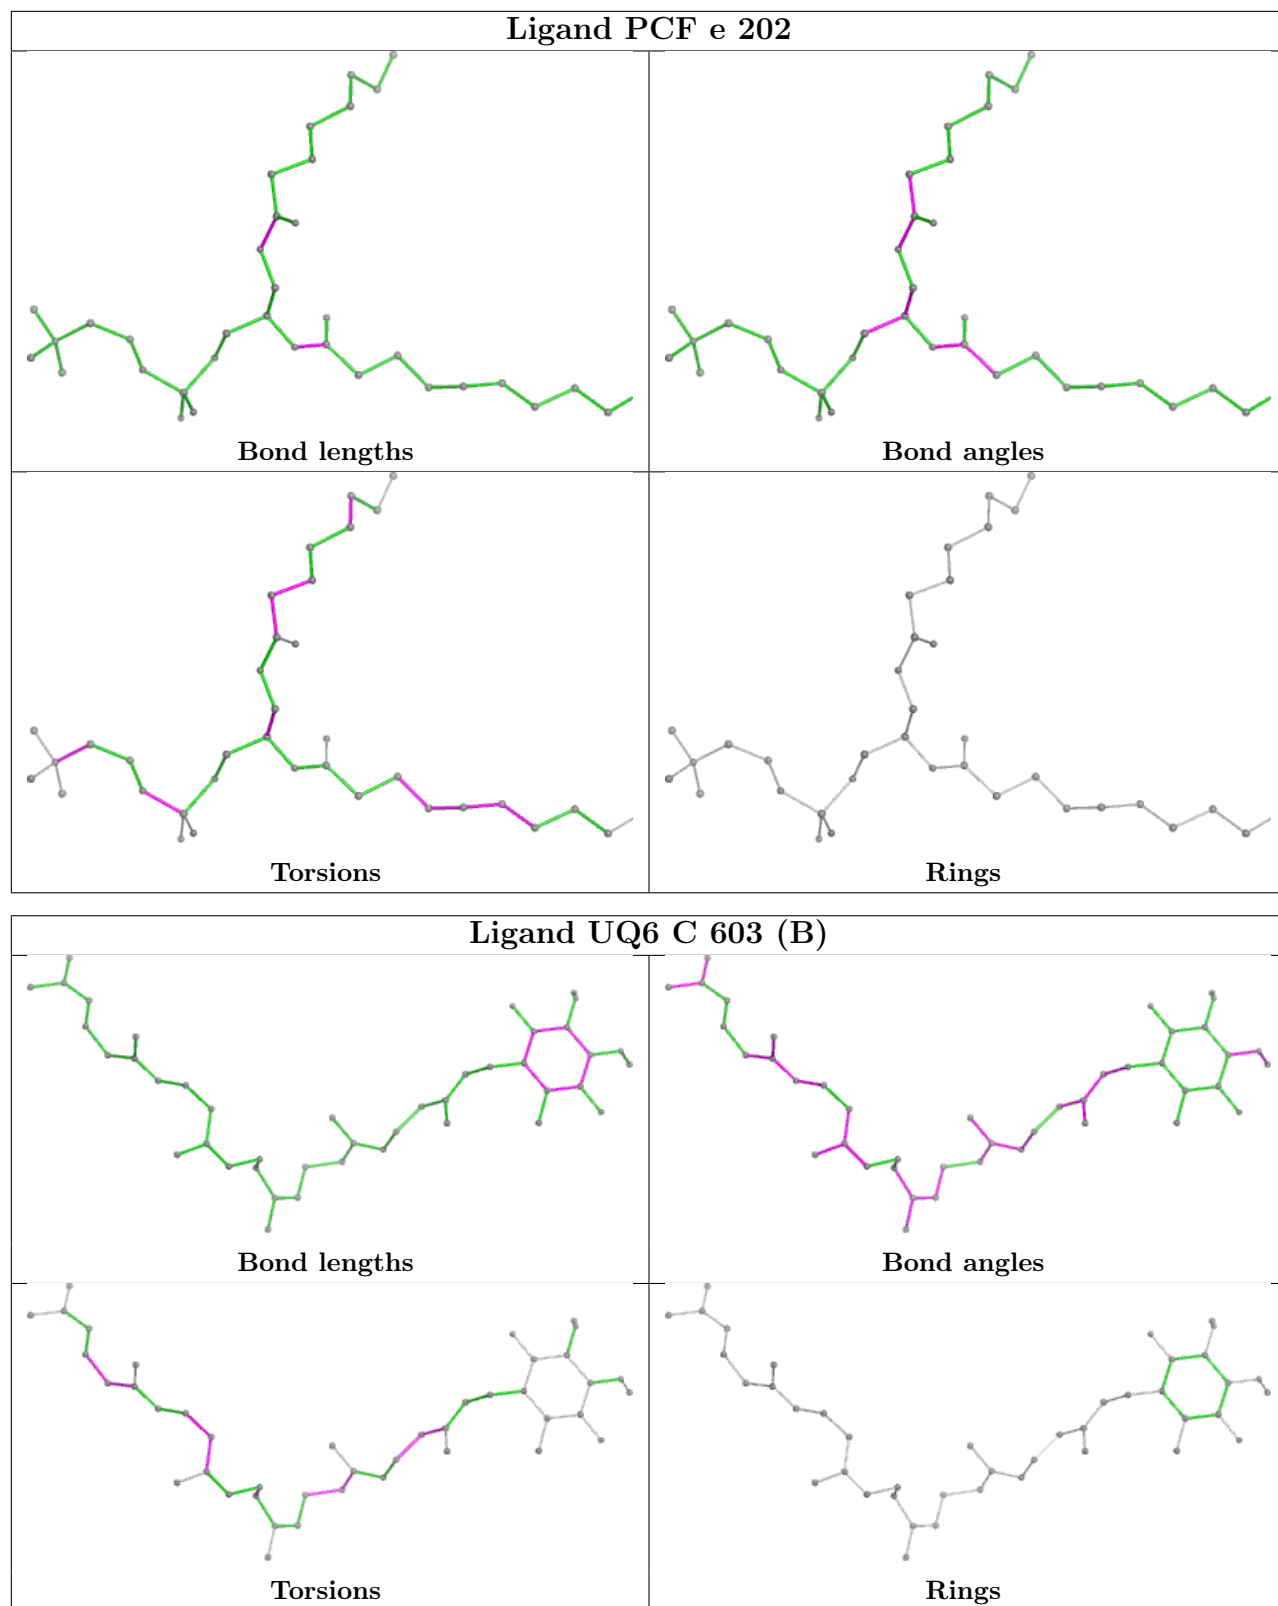 Ligand PCF e 202
Bond lengths
Bond angles
Torsions
Rings
Ligand UQ6 C 603 (B)
Bond lengths
Bond angles
Torsions
Rings